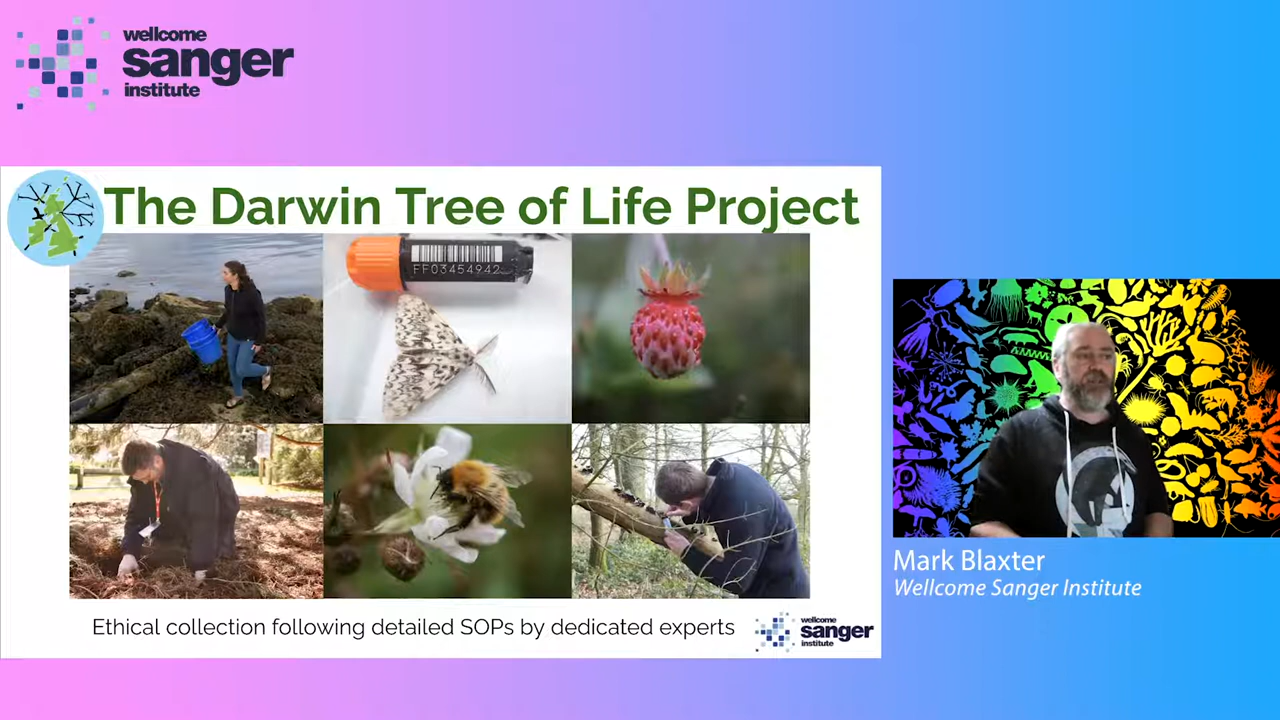 wellcome
sanger
institute
The Darwin Tree of Life Project
FF03454942
Ethical collection following detailed SOPs by dedicated experts
wellcome
sanger
institute
Mark Blaxter
Wellcome Sanger Institute